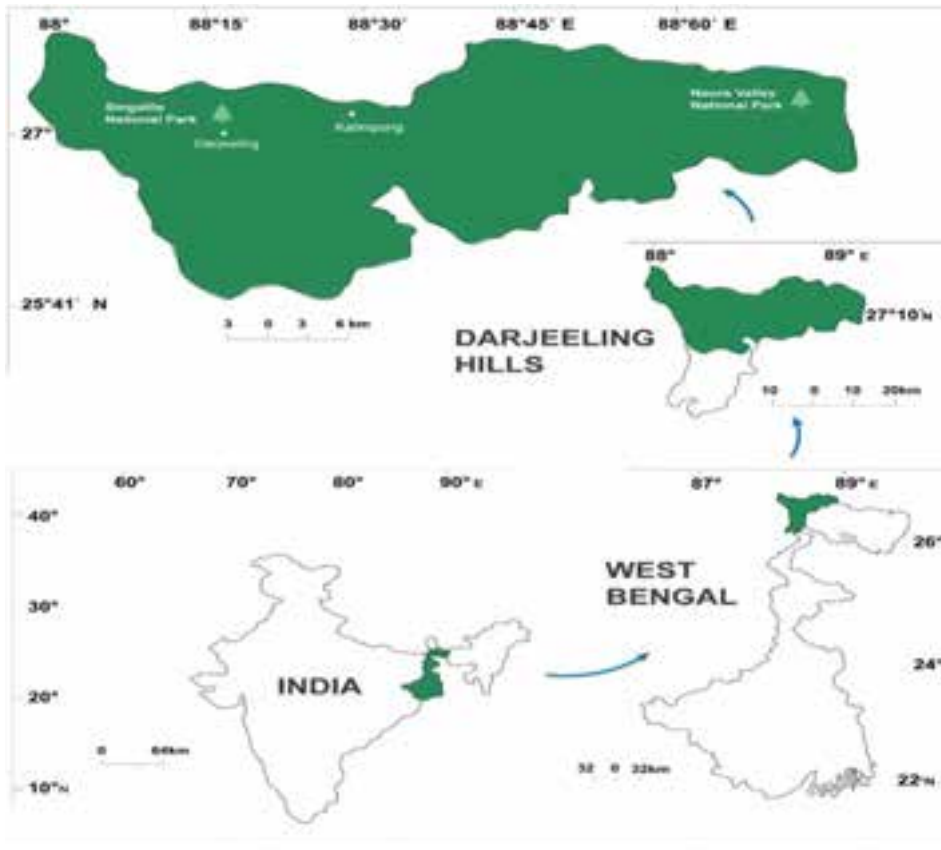 88° 88°15' 88°30' 88°45' E 88°60' E
Singalila
National Park
Neora Valley
National Park
Kalimpong
27°
Darjeeling
88° 89° E
25°41' N
27°10'N
3 0 3 6 km
DARJEELING
HILLS
10 0 10 20km
60° 70° 80° 90° E
87° 89° E
40°
26°
WEST
BENGAL
30°
24°
INDIA
20°
0 64km
32 0 32km
22°N
10°N